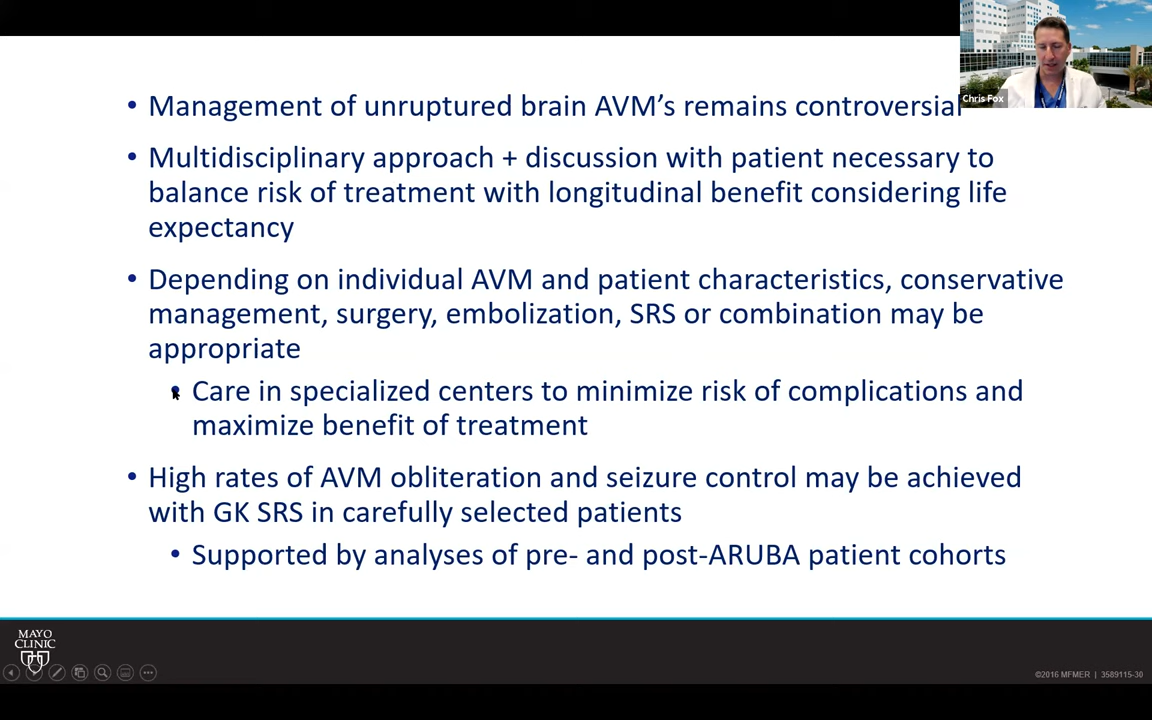 • Management of unruptured brain AVM's remains controversial
Chris Fox
• Multidisciplinary approach + discussion with patient necessary to
balance risk of treatment with longitudinal benefit considering life
expectancy
• Depending on individual AVM and patient characteristics, conservative
management, surgery, embolization, SRS or combination may be
appropriate
• Care in specialized centers to minimize risk of complications and
maximize benefit of treatment
• High rates of AVM obliteration and seizure control may be achieved
with GK SRS in carefully selected patients
• Supported by analyses of pre- and post-ARUBA patient cohorts
MAYO
CLINIC
©2016 MFMER | 3589115-30